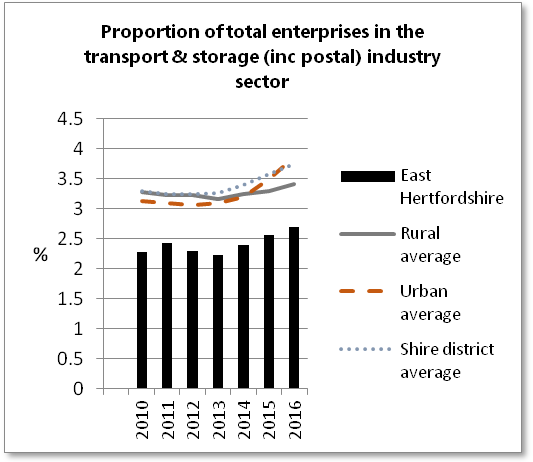 Proportion of total enterprises in the
transport & storage (inc postal) industry
sector
4.5
4
3.5
3
2.5
2
1.5
1
0.5
0
%
2010
2011
2012
2013
2014
2015
2016
East
Hertfordshire
Rural
average
Urban
average
Shire district
average